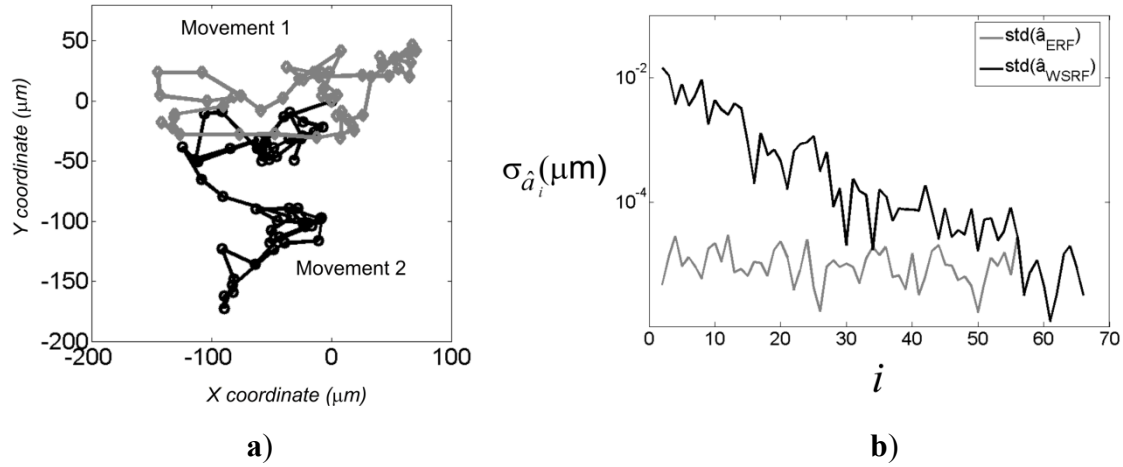 Movement 1
Movement 2
50
0
-50
-100
-150
-200
-200
-100
0
100
Y coordinate (μm)
X coordinate (μm)
a)
std(â_ERF)
std(â_WSRF)
10^-2
10^-4
σ_â_i(μm)
0
10
20
30
40
50
60
70
i
b)